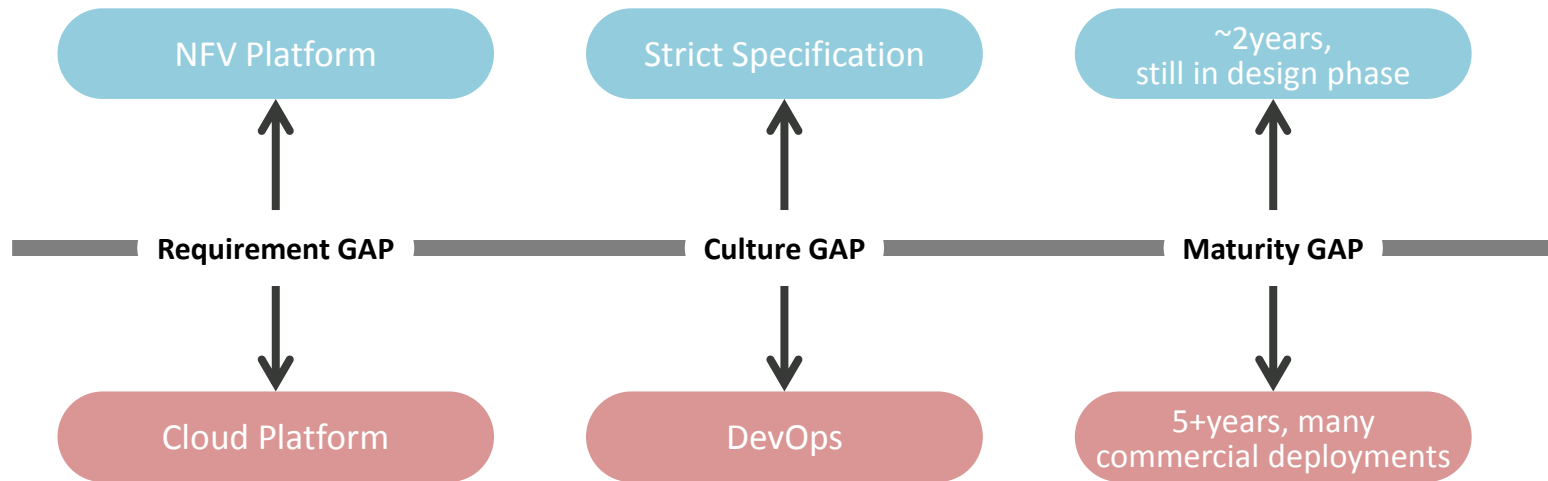 NFV Platform
Strict Specification
~2years,
still in design phase
Requirement GAP
Culture GAP
Maturity GAP
Cloud Platform
DevOps
5+years, many
commercial deployments